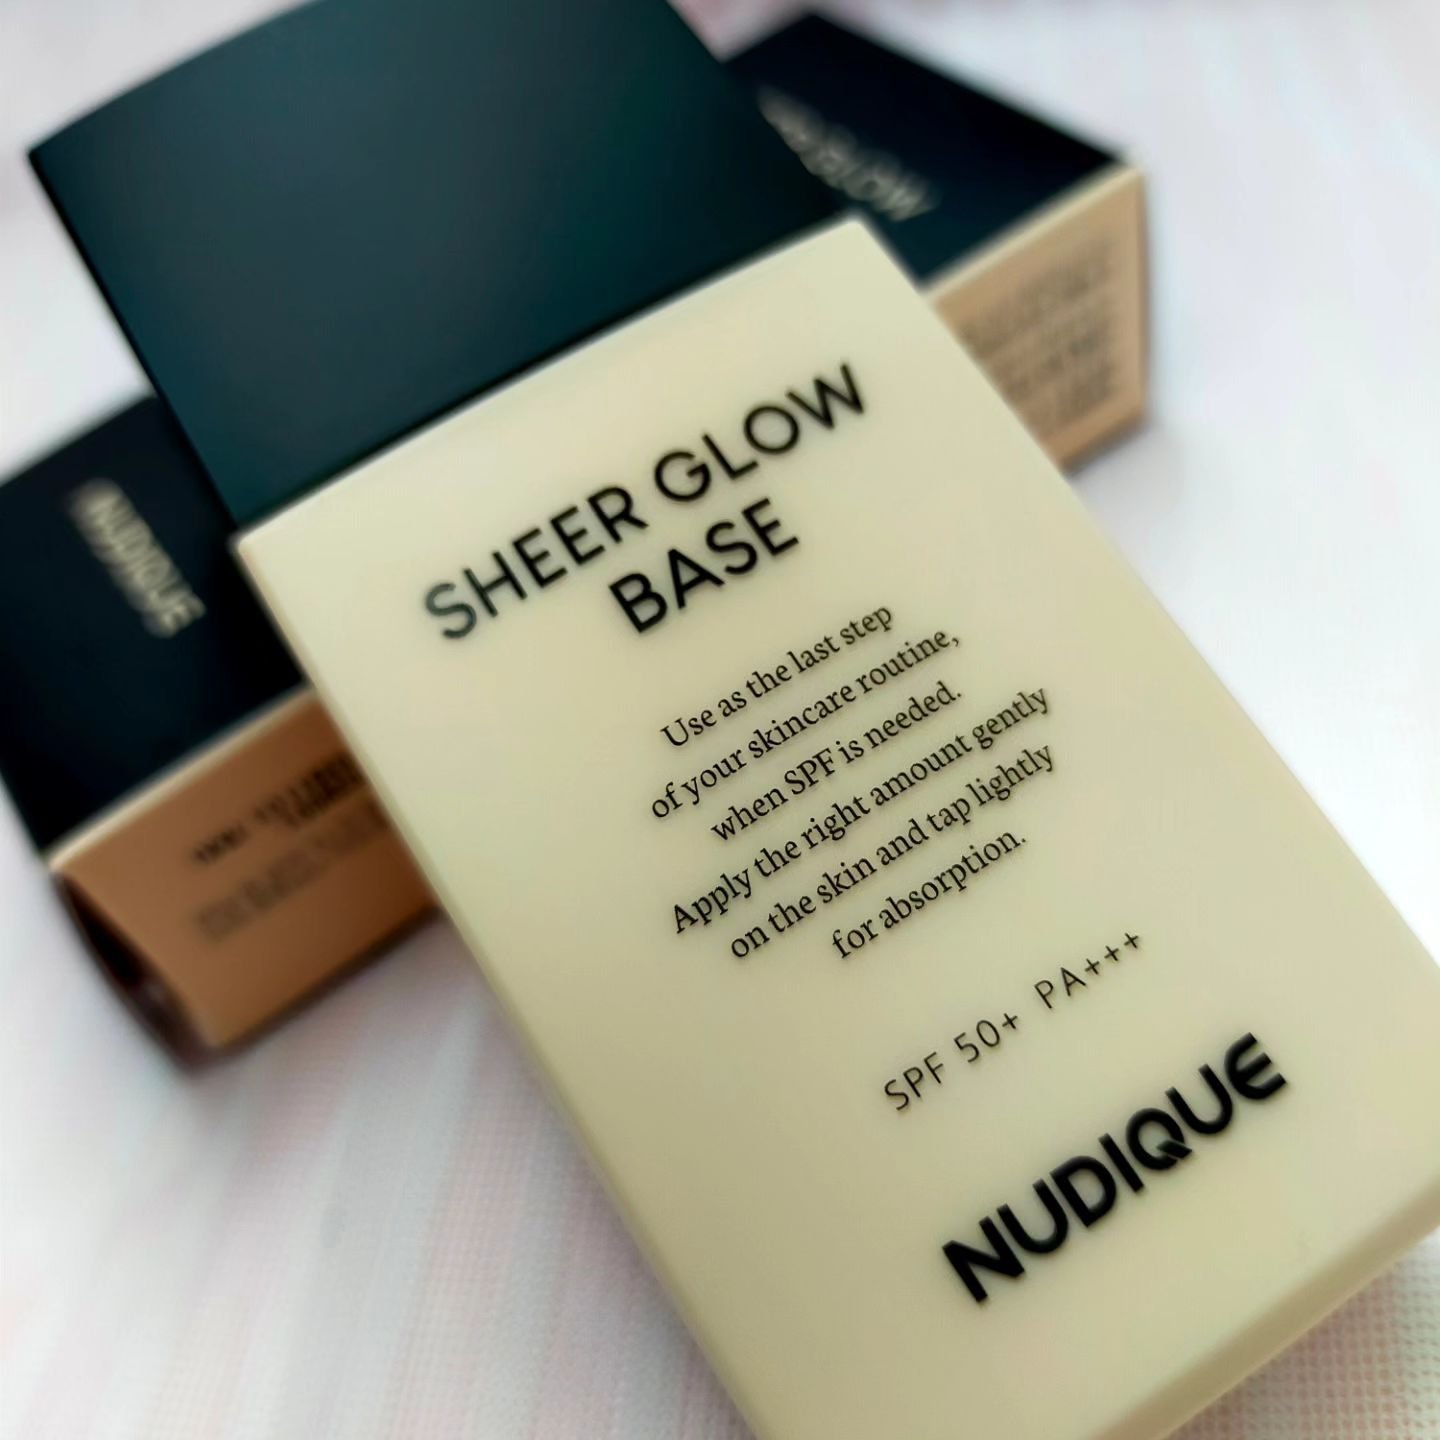 SHEER GLOW
BASE
Use as the last step
of your skincare routine,
when SPF is needed.
Apply the right amount gently
on the skin and tap lightly
for absorption.
SPF 50+ PA+++
NUDIQUE
NUDIQUE
GLOW